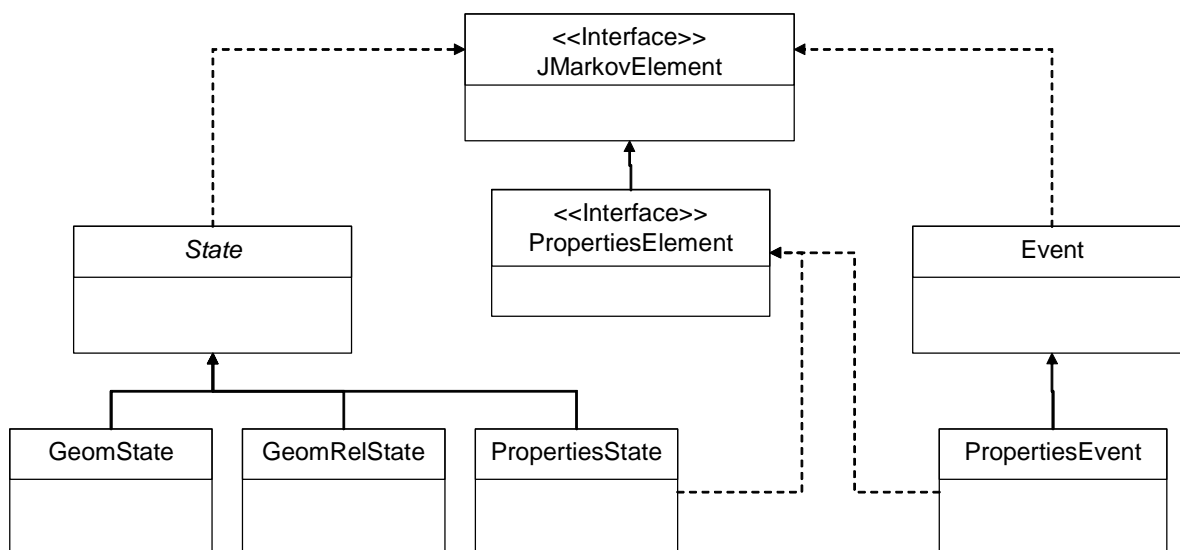 <<Interface>>
JMarkovElement
<<Interface>>
PropertiesElement
State
Event
GeomState
GeomRelState
PropertiesState
PropertiesEvent